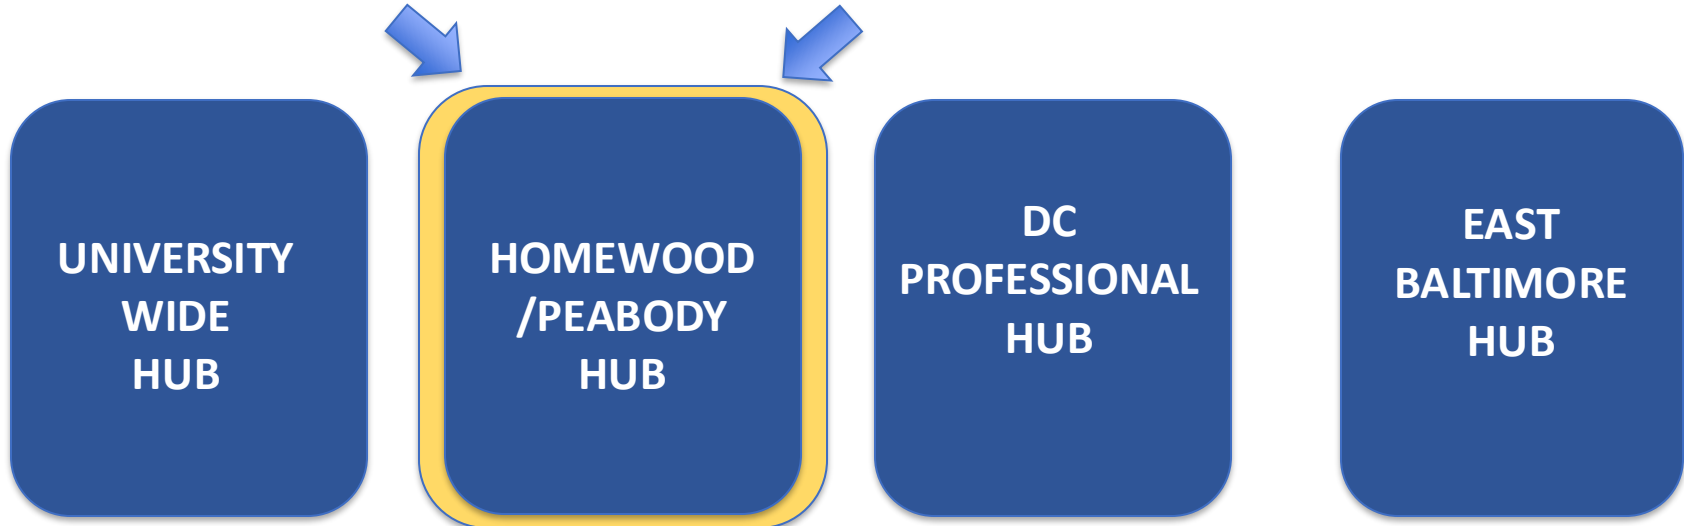 UNIVERSITY
WIDE
HUB
HOMEWOOD
/PEABODY
HUB
DC
PROFESSIONAL
HUB
EAST
BALTIMORE
HUB